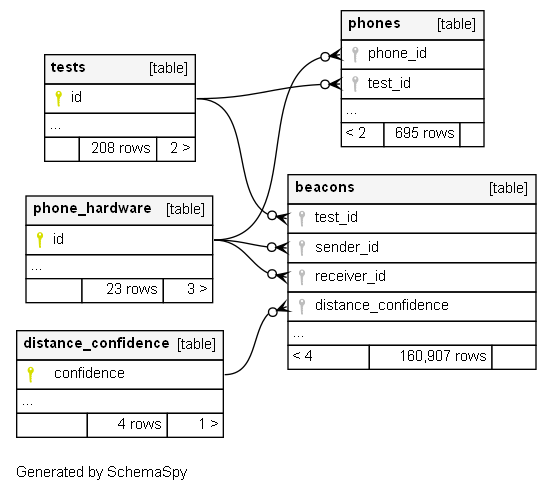 phones [table]
phone_id
test_id
...
< 2 695 rows
tests [table]
id
...
208 rows 2 >
beacons [table]
test_id
sender_id
receiver_id
distance_confidence
...
< 4 160,907 rows
phone_hardware [table]
id
...
23 rows 3 >
distance_confidence [table]
confidence
...
4 rows 1 >
Generated by SchemaSpy